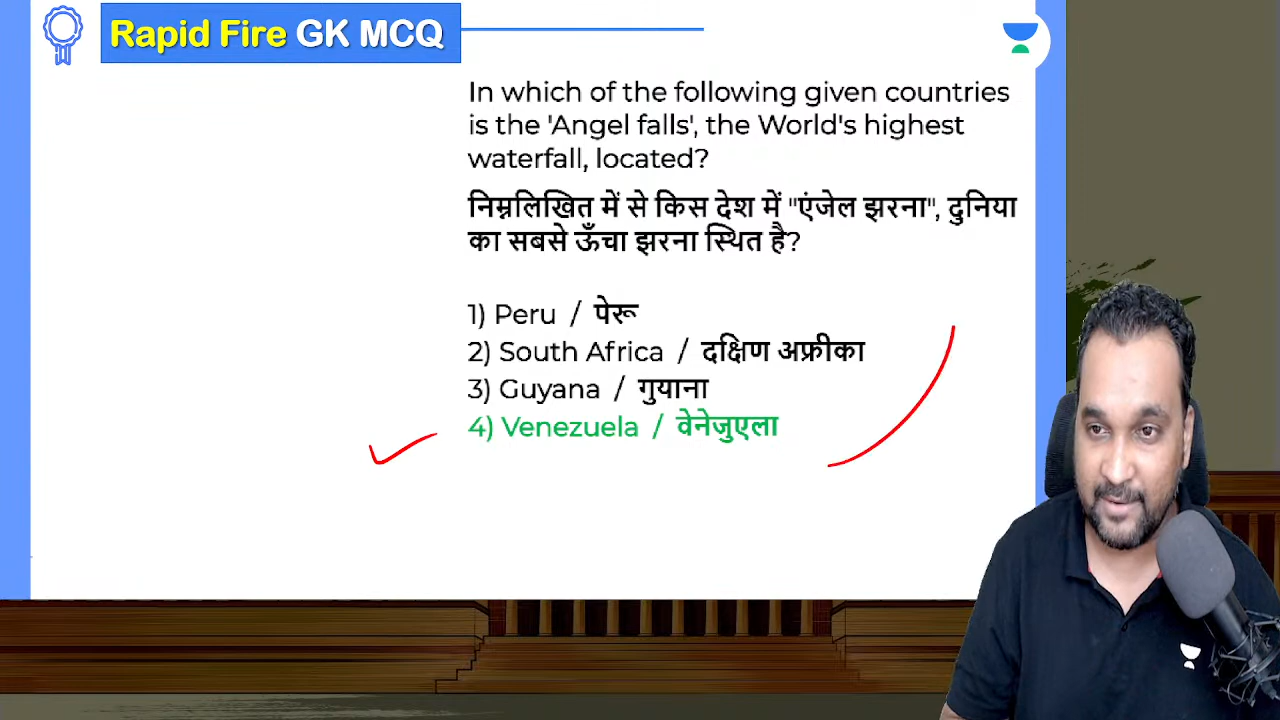 Rapid Fire GK MCQ
In which of the following given countries
is the 'Angel falls', the World's highest
waterfall, located?
निम्नलिखित में से किस देश में "एंजेल झरना", दुनिया
का सबसे ऊँचा झरना स्थित है?
1) Peru / पेरू
2) South Africa / दक्षिण अफ्रीका
3) Guyana / गुयाना
4) Venezuela / वेनेजुएला